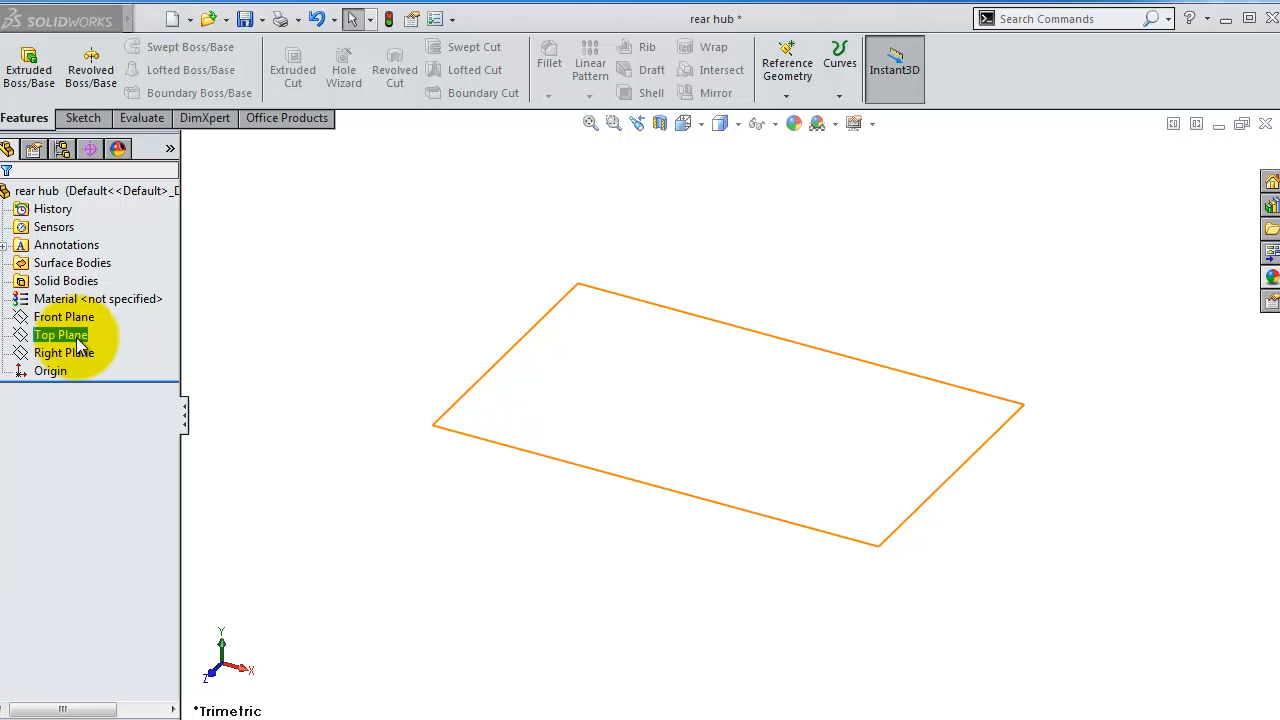 SOLIDWORKS
rear hub *
Search Commands
Extruded Boss/Base
Revolved Boss/Base
Swept Boss/Base
Lofted Boss/Base
Boundary Boss/Base
Extruded Cut
Hole Wizard
Revolved Cut
Swept Cut
Lofted Cut
Boundary Cut
Fillet
Linear Pattern
Rib
Draft
Shell
Wrap
Intersect
Mirror
Reference Geometry
Curves
Instant3D
Features
Sketch
Evaluate
DimXpert
Office Products
rear hub (Default<<Default>_D
History
Sensors
Annotations
Surface Bodies
Solid Bodies
Material <not specified>
Front Plane
Top Plane
Right Plane
Origin
Y
X
Z
*Trimetric